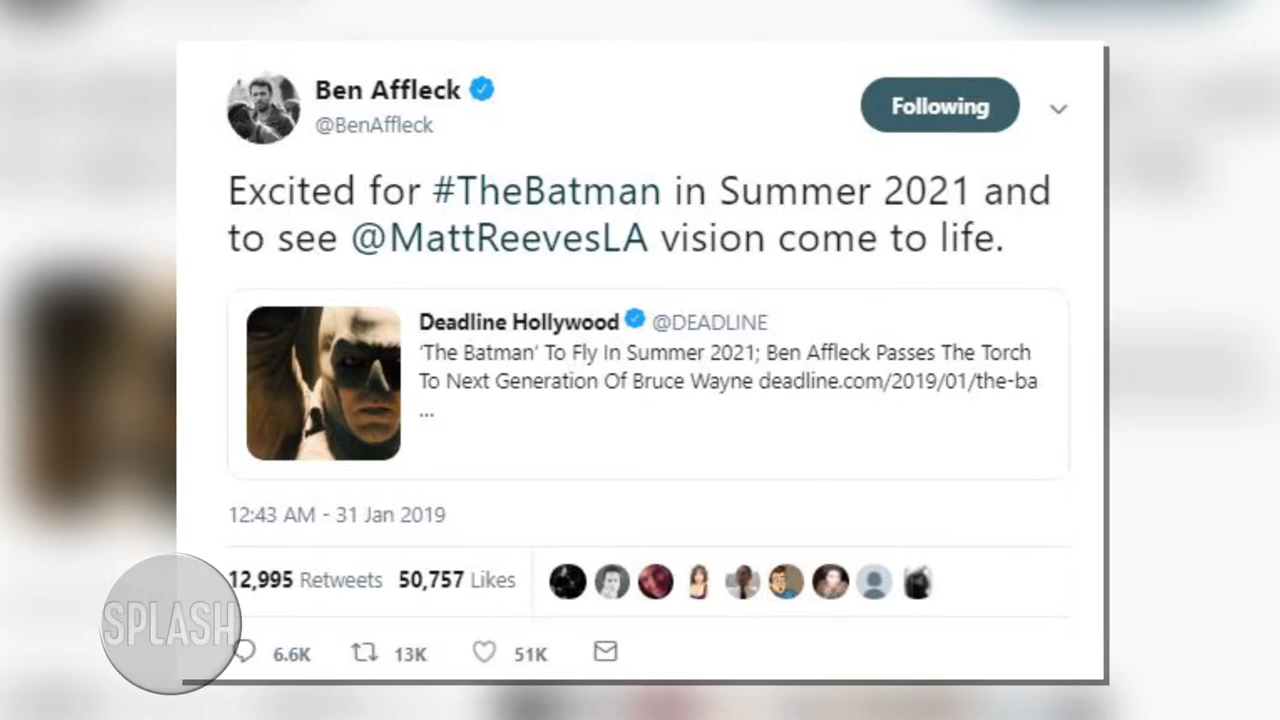 Ben Affleck
@BenAffleck
Following
Excited for #TheBatman in Summer 2021 and
to see @MattReevesLA vision come to life.
Deadline Hollywood @DEADLINE
'The Batman' To Fly In Summer 2021; Ben Affleck Passes The Torch
To Next Generation Of Bruce Wayne deadline.com/2019/01/the-ba
...
12:43 AM - 31 Jan 2019
12,995 Retweets 50,757 Likes
SPLASH
6.6K 13K 51K